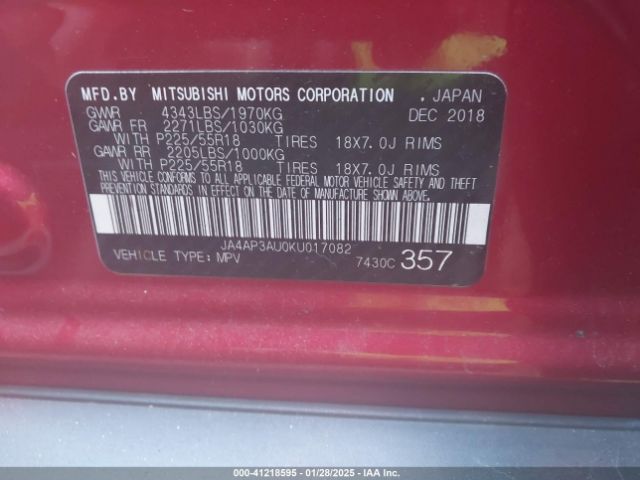 MFD.BY MITSUBISHI MOTORS CORPORATION . JAPAN
GVWR 4343LBS/1970KG DEC 2018
GAWR FR 2271LBS/1030KG
WITH P225/55R18 TIRES 18X7.0J RIMS
GAWR RR 2205LBS/1000KG
WITH P225/55R18 TIRES 18X7.0J RIMS
THIS VEHICLE CONFORMS TO ALL APPLICABLE FEDERAL MOTOR VEHICLE SAFETY AND THEFT
PREVENTION STANDARDS IN EFFECT ON THE DATE OF MANUFACTURE SHOWN ABOVE.
JA4AP3AU0KU017082
VEHICLE TYPE: MPV 7430C 357
000-41218595 - 01/28/2025 - IAA Inc.